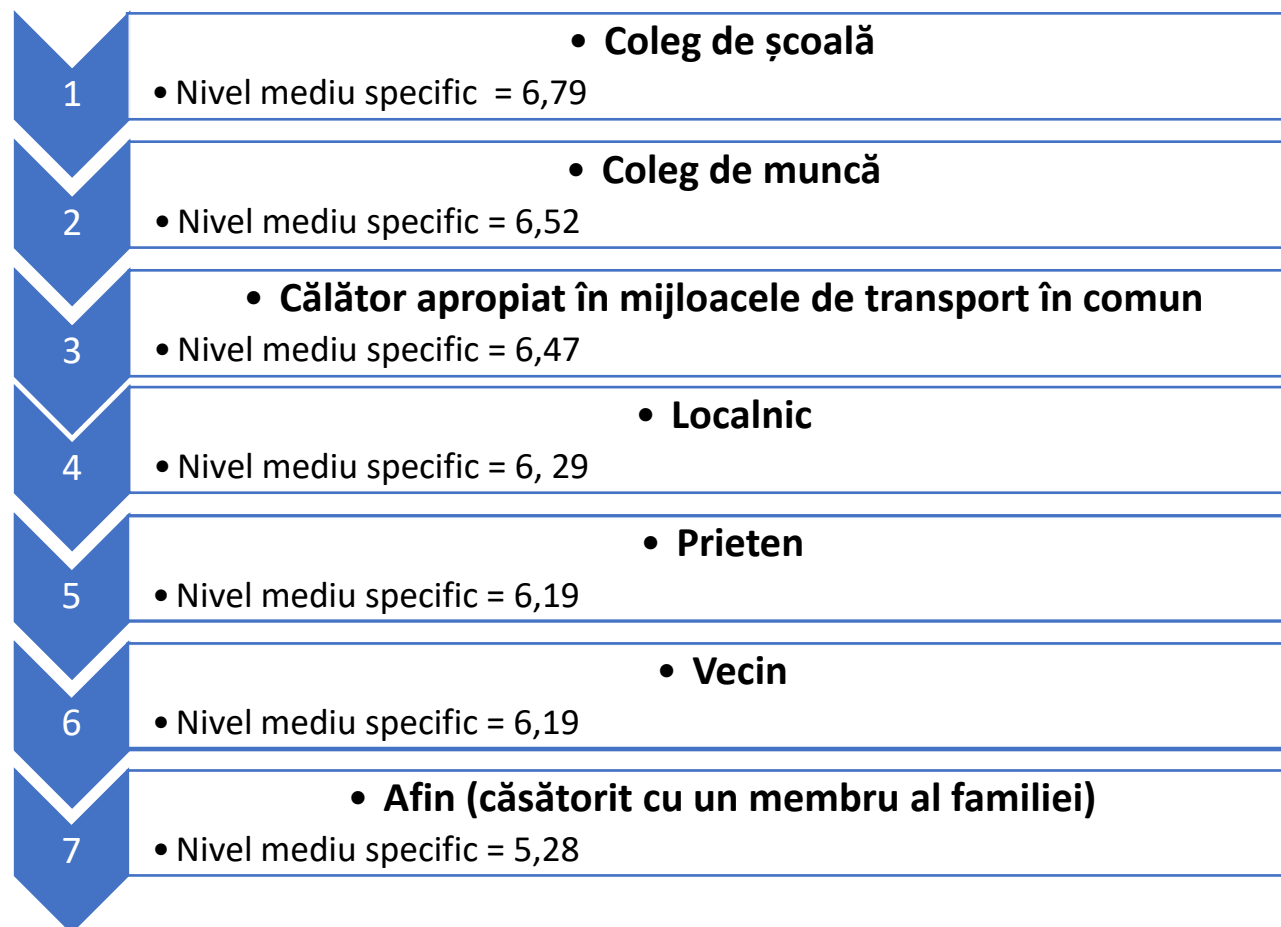 • Coleg de școală
1
• Nivel mediu specific = 6,79
• Coleg de muncă
2
• Nivel mediu specific = 6,52
• Călător apropiat în mijloacele de transport în comun
3
• Nivel mediu specific = 6,47
• Localnic
4
• Nivel mediu specific = 6, 29
• Prieten
5
• Nivel mediu specific = 6,19
• Vecin
6
• Nivel mediu specific = 6,19
• Afin (căsătorit cu un membru al familiei)
7
• Nivel mediu specific = 5,28